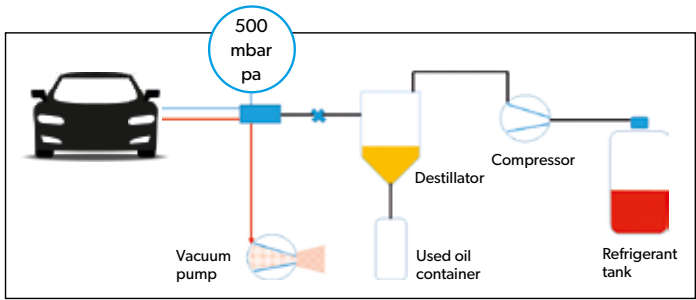 500
mbar
pa
Destillator
Compressor
Vacuum
pump
Used oil
container
Refrigerant
tank